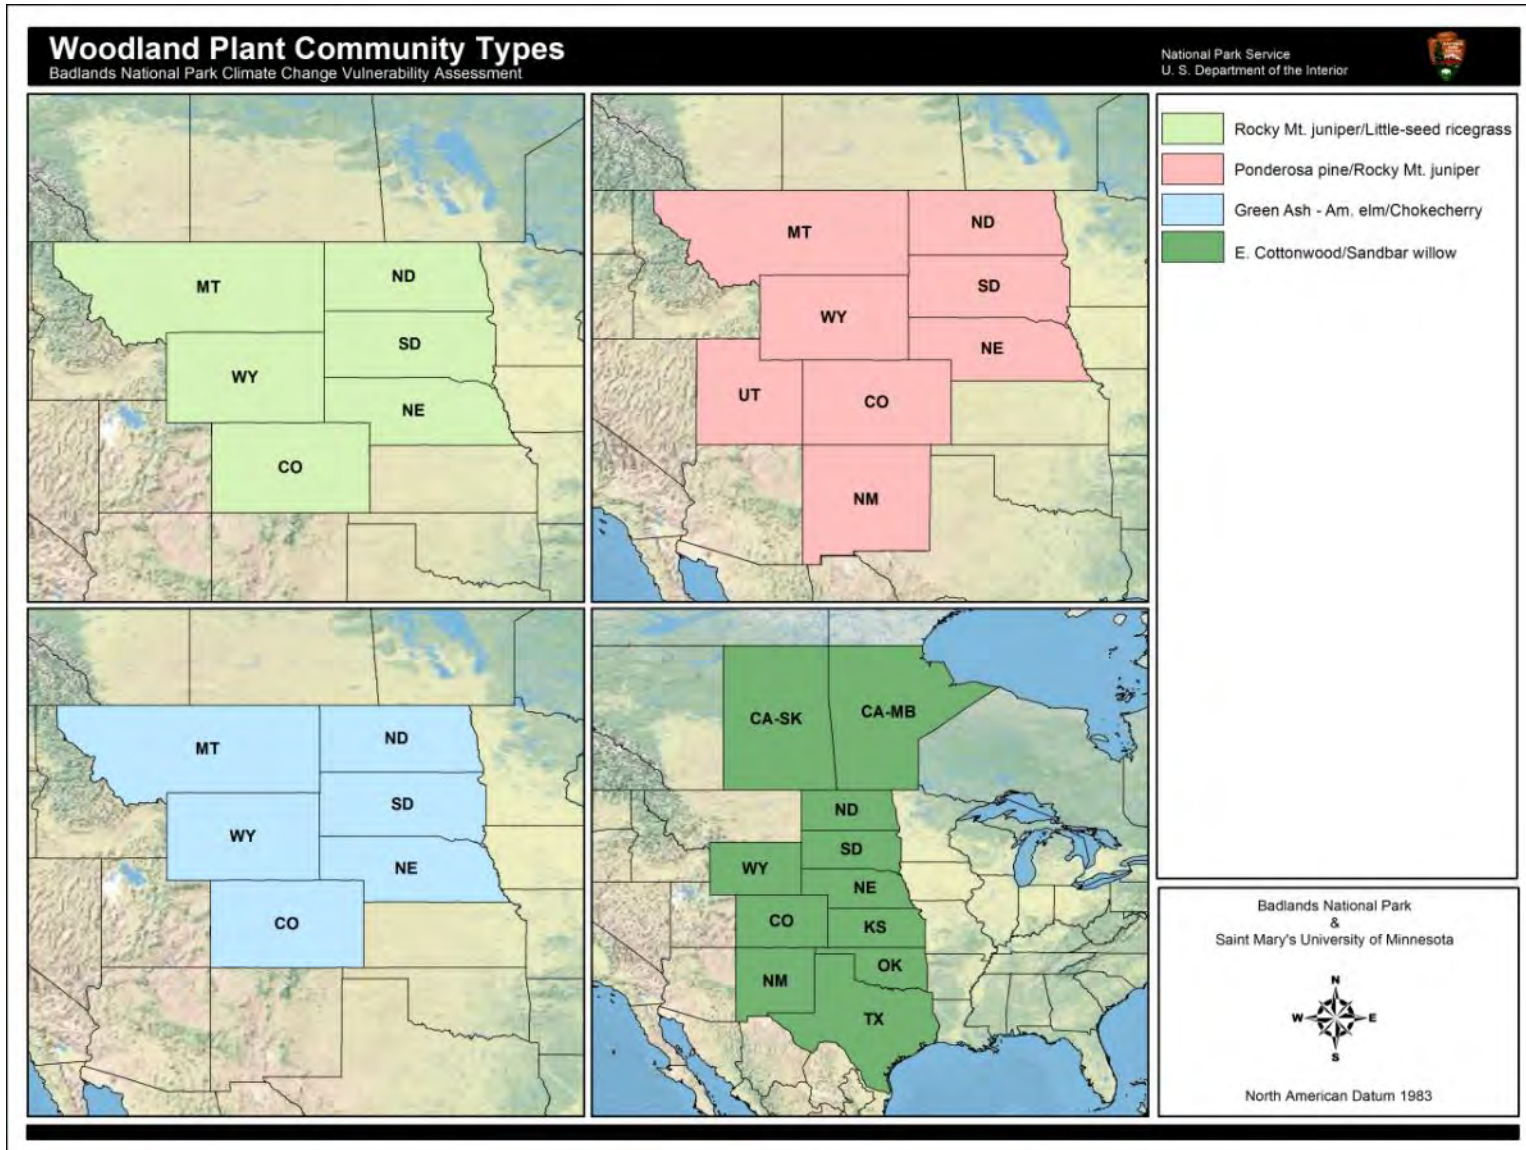 Woodland Plant Community Types
Badlands National Park Climate Change Vulnerability Assessment
National Park Service
U. S. Department of the Interior
MT
ND
SD
WY
NE
CO
MT
ND
SD
WY
NE
UT
CO
NM
Rocky Mt. juniper/Little-seed ricegrass
Ponderosa pine/Rocky Mt. juniper
Green Ash - Am. elm/Chokecherry
E. Cottonwood/Sandbar willow
MT
ND
SD
WY
NE
CO
CA-SK
CA-MB
ND
SD
WY
NE
CO
KS
OK
NM
TX
Badlands National Park
&
Saint Mary's University of Minnesota
N
W E
S
North American Datum 1983